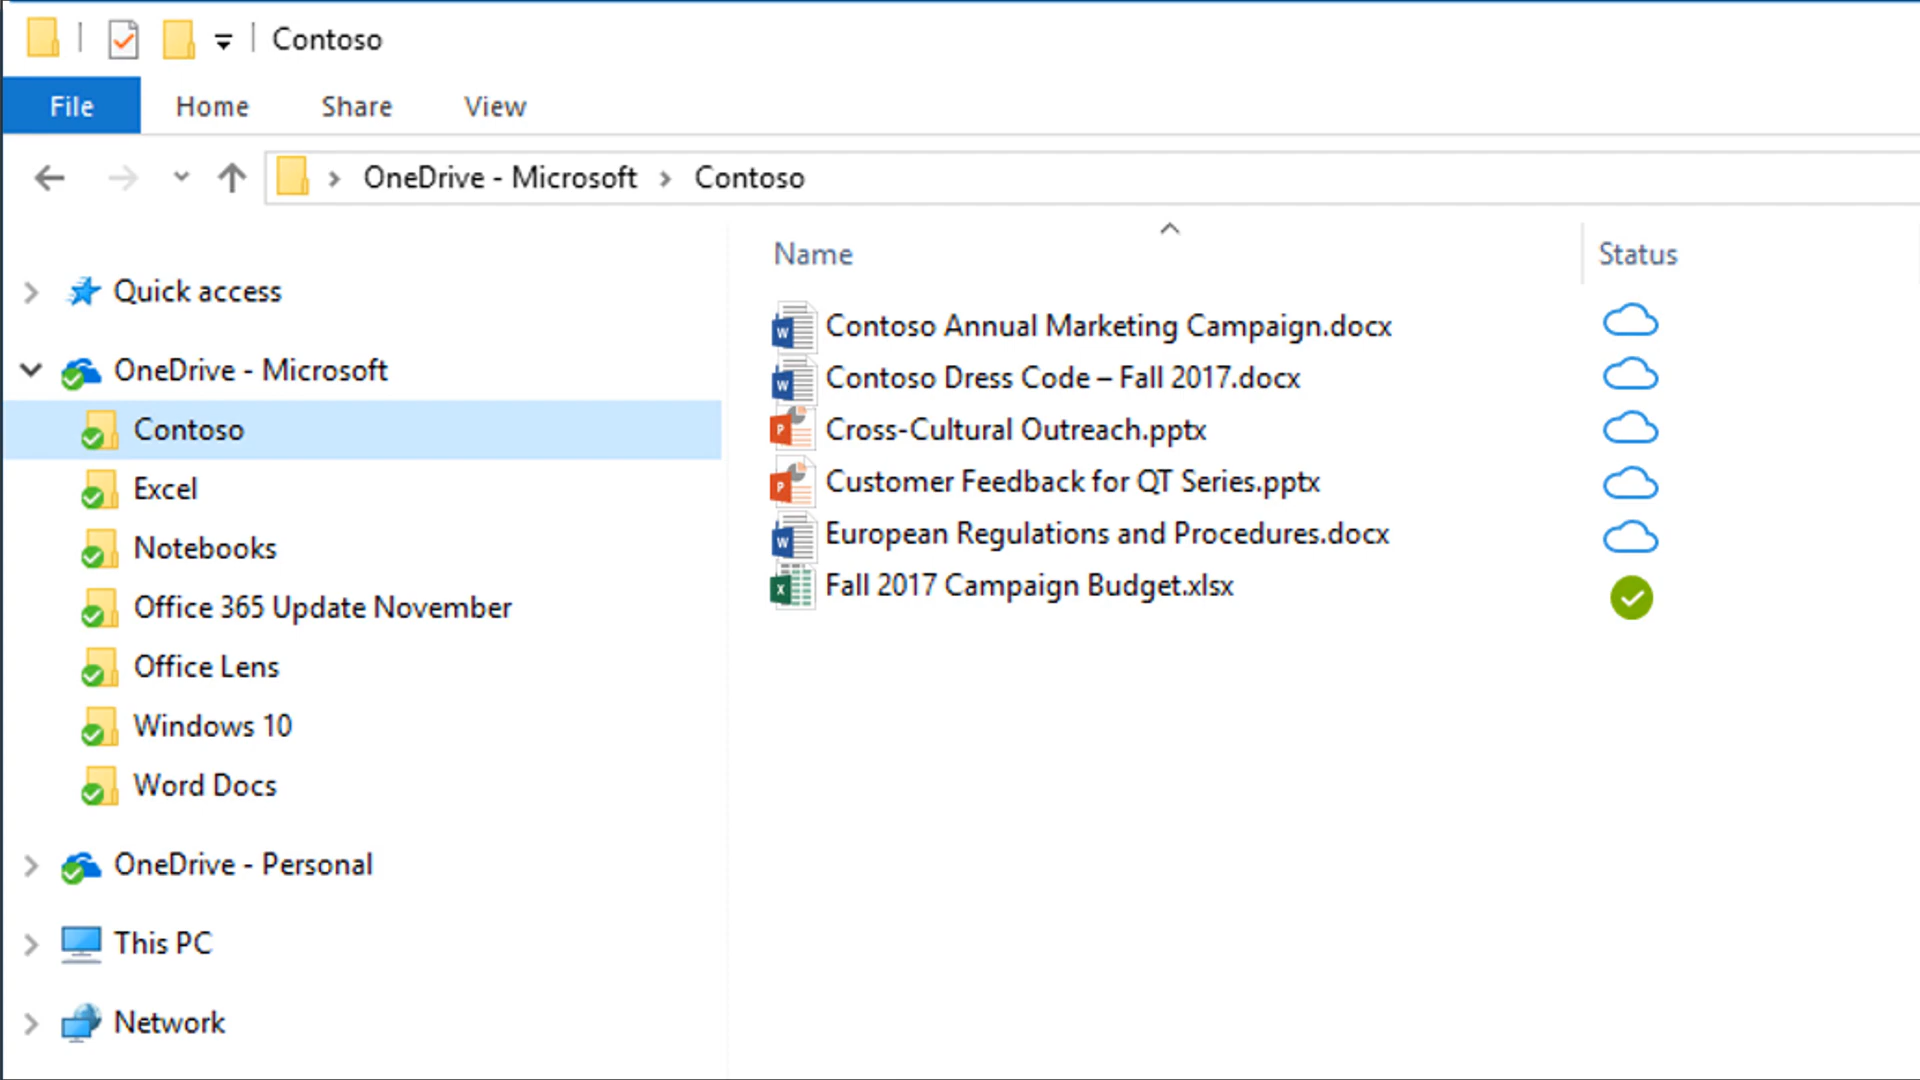 Contoso
File Home Share View
OneDrive - Microsoft Contoso
Name Status
Quick access
OneDrive - Microsoft
Contoso
Excel
Notebooks
Office 365 Update November
Office Lens
Windows 10
Word Docs
OneDrive - Personal
This PC
Network
Contoso Annual Marketing Campaign.docx
Contoso Dress Code – Fall 2017.docx
Cross-Cultural Outreach.pptx
Customer Feedback for QT Series.pptx
European Regulations and Procedures.docx
Fall 2017 Campaign Budget.xlsx